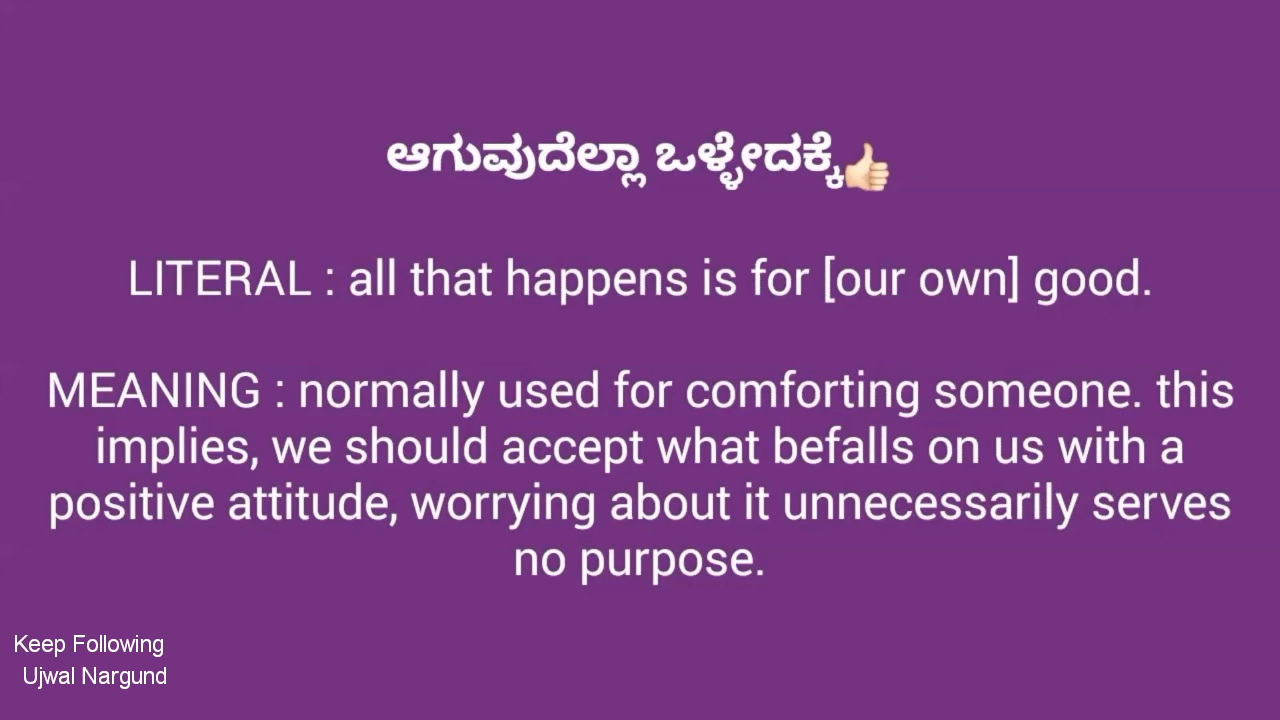 ಆಗುವುದೆಲ್ಲಾ ಒಳ್ಳೇದಕ್ಕೆ👍🏻
LITERAL : all that happens is for [our own] good.
MEANING : normally used for comforting someone. this
implies, we should accept what befalls on us with a
positive attitude, worrying about it unnecessarily serves
no purpose.
Keep Following
Ujwal Nargund